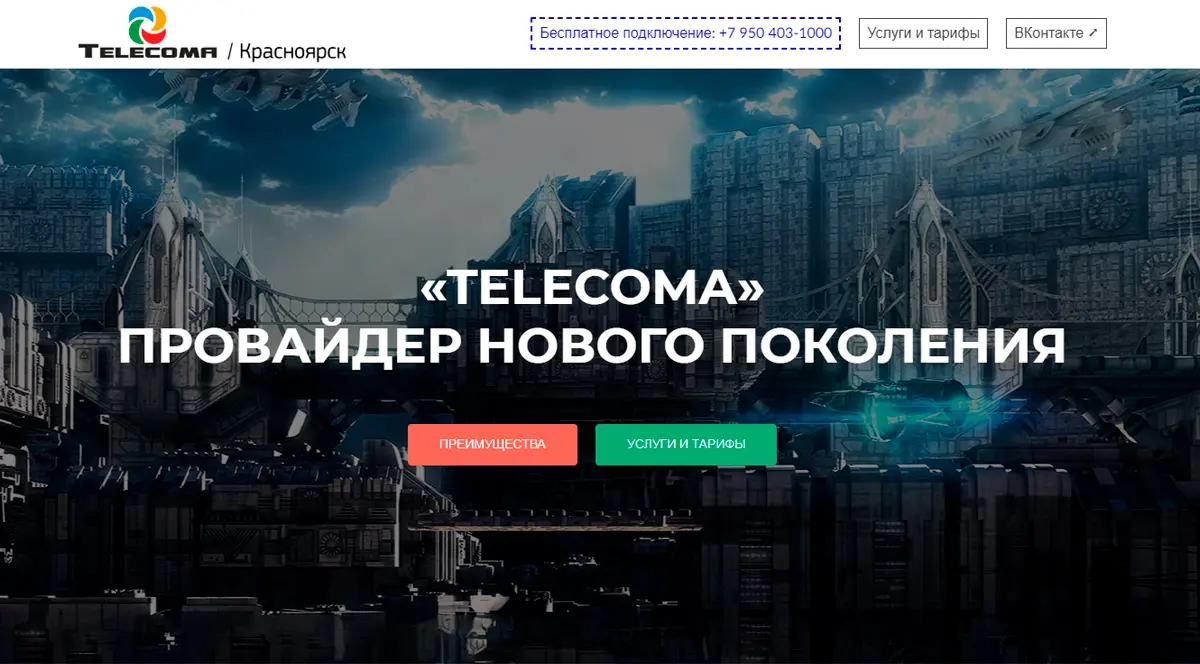 TELECOMA / Красноярск
Бесплатное подключение: +7 950 403-1000
Услуги и тарифы
ВКонтакте ➚
«TELECOMA»
ПРОВАЙДЕР НОВОГО ПОКОЛЕНИЯ
ПРЕИМУЩЕСТВА
УСЛУГИ И ТАРИФЫ